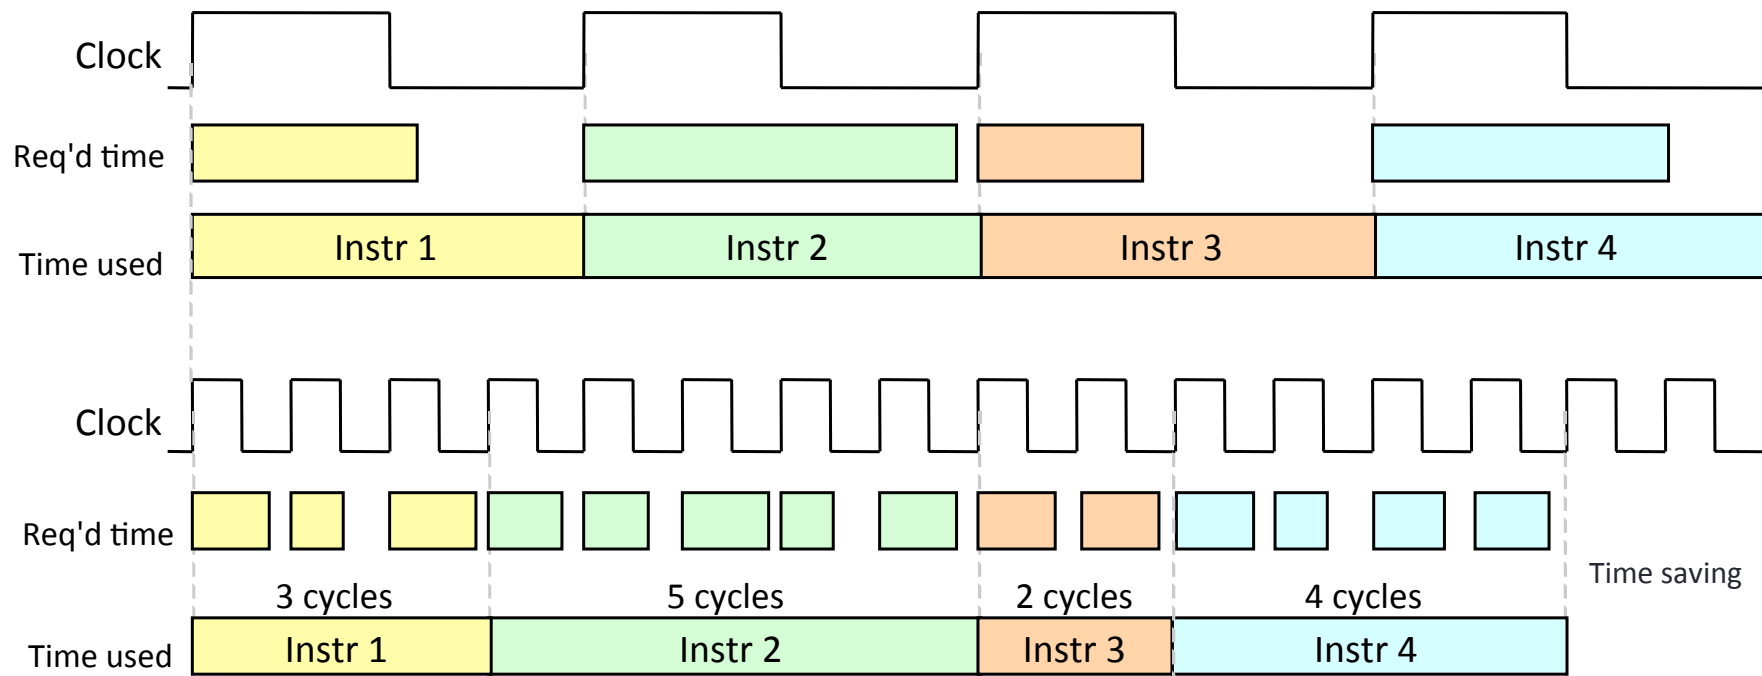 Clock
Req'd time
Time used
Instr 1 Instr 2 Instr 3 Instr 4
Clock
Req'd time
3 cycles 5 cycles 2 cycles 4 cycles
Time saving
Time used
Instr 1 Instr 2 Instr 3 Instr 4